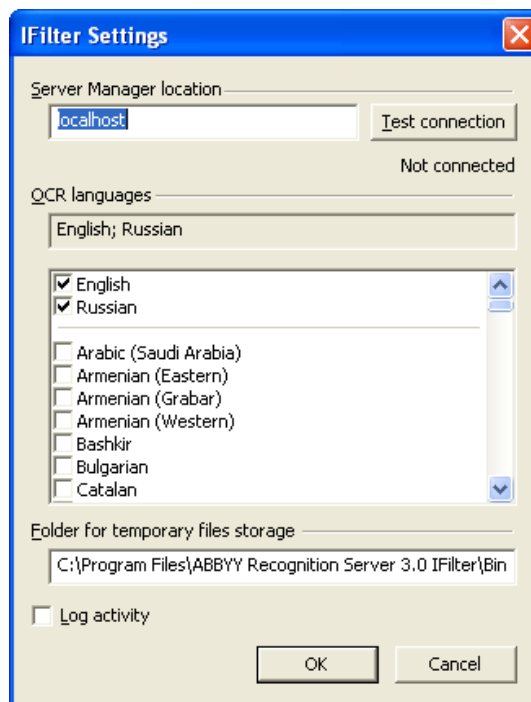 IFilter Settings
Server Manager location
localhost
Test connection
Not connected
OCR languages
English; Russian
English
Russian
Arabic (Saudi Arabia)
Armenian (Eastern)
Armenian (Grabar)
Armenian (Western)
Bashkir
Bulgarian
Catalan
Folder for temporary files storage
C:\Program Files\ABBYY Recognition Server 3.0 IFilter\Bin
Log activity
OK
Cancel